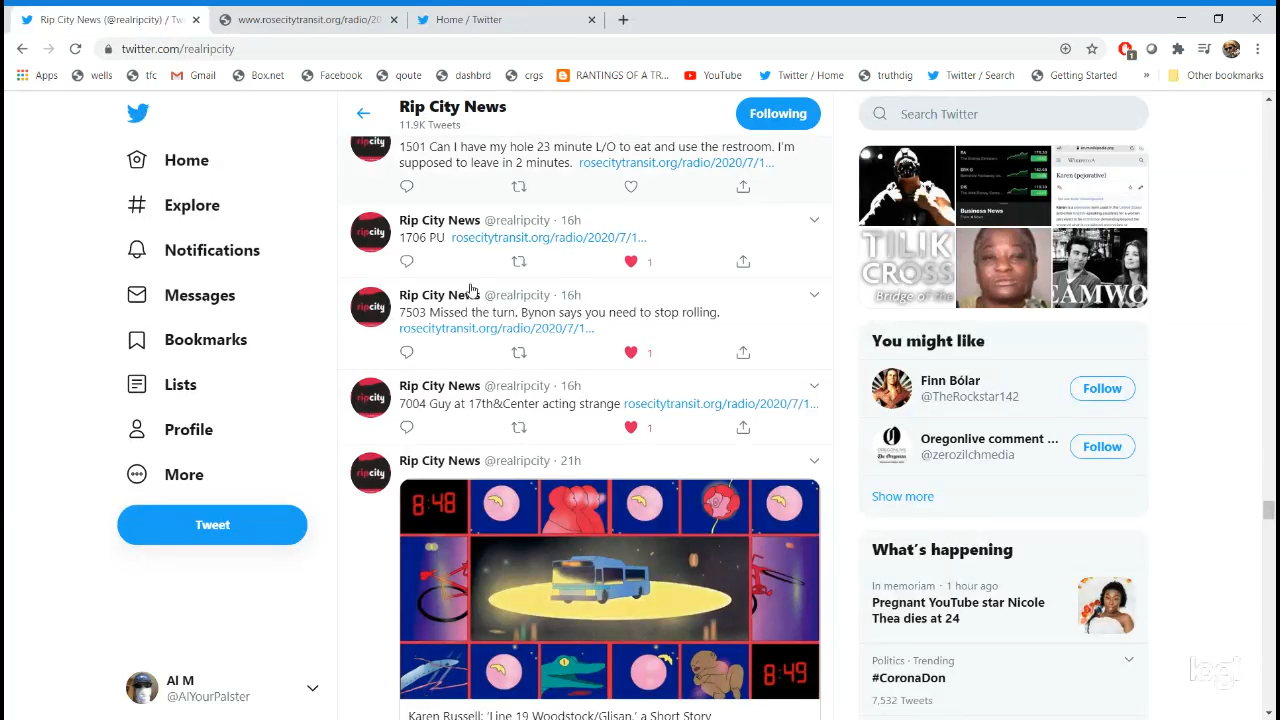 Rip City News (@realripcity) / Tw
www.rosecitytransit.org/radio/20
Home / Twitter
twitter.com/realripcity
1
Apps
wells
tfc
Gmail
Box.net
Facebook
qoute
dashbrd
crgs
RANTINGS OF A TR...
YouTube
Twitter / Home
truthdig
Twitter / Search
Getting Started
»
Other bookmarks
Home
Explore
Notifications
Messages
Bookmarks
Lists
Profile
More
Tweet
Al M
@AlYourPalster
Rip City News
11.9K Tweets
Following
1501 Can I have my hole 23 minute L/O to eat and use the restroom. I'm
rosecitytransit.org/radio/2020/7/1...
ripcity
Rip City News @realripcity · 16h
PU rosecitytransit.org/radio/2020/7/1...
1
ripcity
Rip City News @realripcity · 16h
7503 Missed the turn. Bynon says you need to stop rolling.
rosecitytransit.org/radio/2020/7/1...
1
ripcity
Rip City News @realripcity · 16h
7704 Guy at 17th&Center acting strange rosecitytransit.org/radio/2020/7/1...
1
ripcity
Rip City News @realripcity · 21h
8:48
8:49
Karen Russell: 'Line 19 Woodstock/Glisan,' a Short Story
Search Twitter
Business News
Karen (pejorative)
TILIK
CROSS
Bridge of the
CAMWO
You might like
Finn Bólar
@TheRockstar142
Follow
Oregonlive comment ...
@zerozilchmedia
Follow
Show more
What's happening
In memoriam · 1 hour ago
Pregnant YouTube star Nicole
Thea dies at 24
Politics · Trending
#CoronaDon
7,532 Tweets
logi